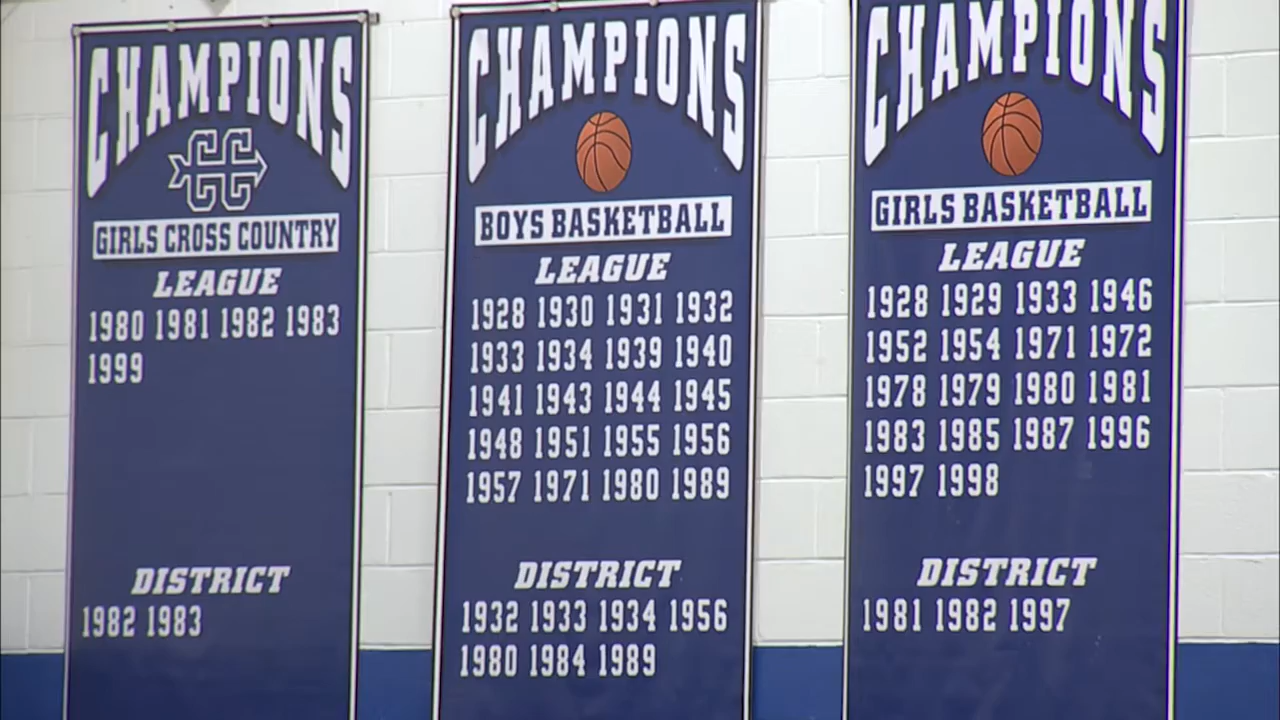 CHAMPIONS
CC
GIRLS CROSS COUNTRY
LEAGUE
1980 1981 1982 1983
1999
DISTRICT
1982 1983
CHAMPIONS
BOYS BASKETBALL
LEAGUE
1928 1930 1931 1932
1933 1934 1939 1940
1941 1943 1944 1945
1948 1951 1955 1956
1957 1971 1980 1989
DISTRICT
1932 1933 1934 1956
1980 1984 1989
CHAMPIONS
GIRLS BASKETBALL
LEAGUE
1928 1929 1933 1946
1952 1954 1971 1972
1978 1979 1980 1981
1983 1985 1987 1996
1997 1998
DISTRICT
1981 1982 1997